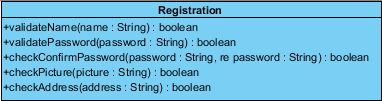 Registration
+validateName(name : String) : boolean
+validatePassword(password : String) : boolean
+checkConfirmPassword(password : String, re password : String) : boolean
+checkPicture(picture : String) : boolean
+checkAddress(address : String) : boolean